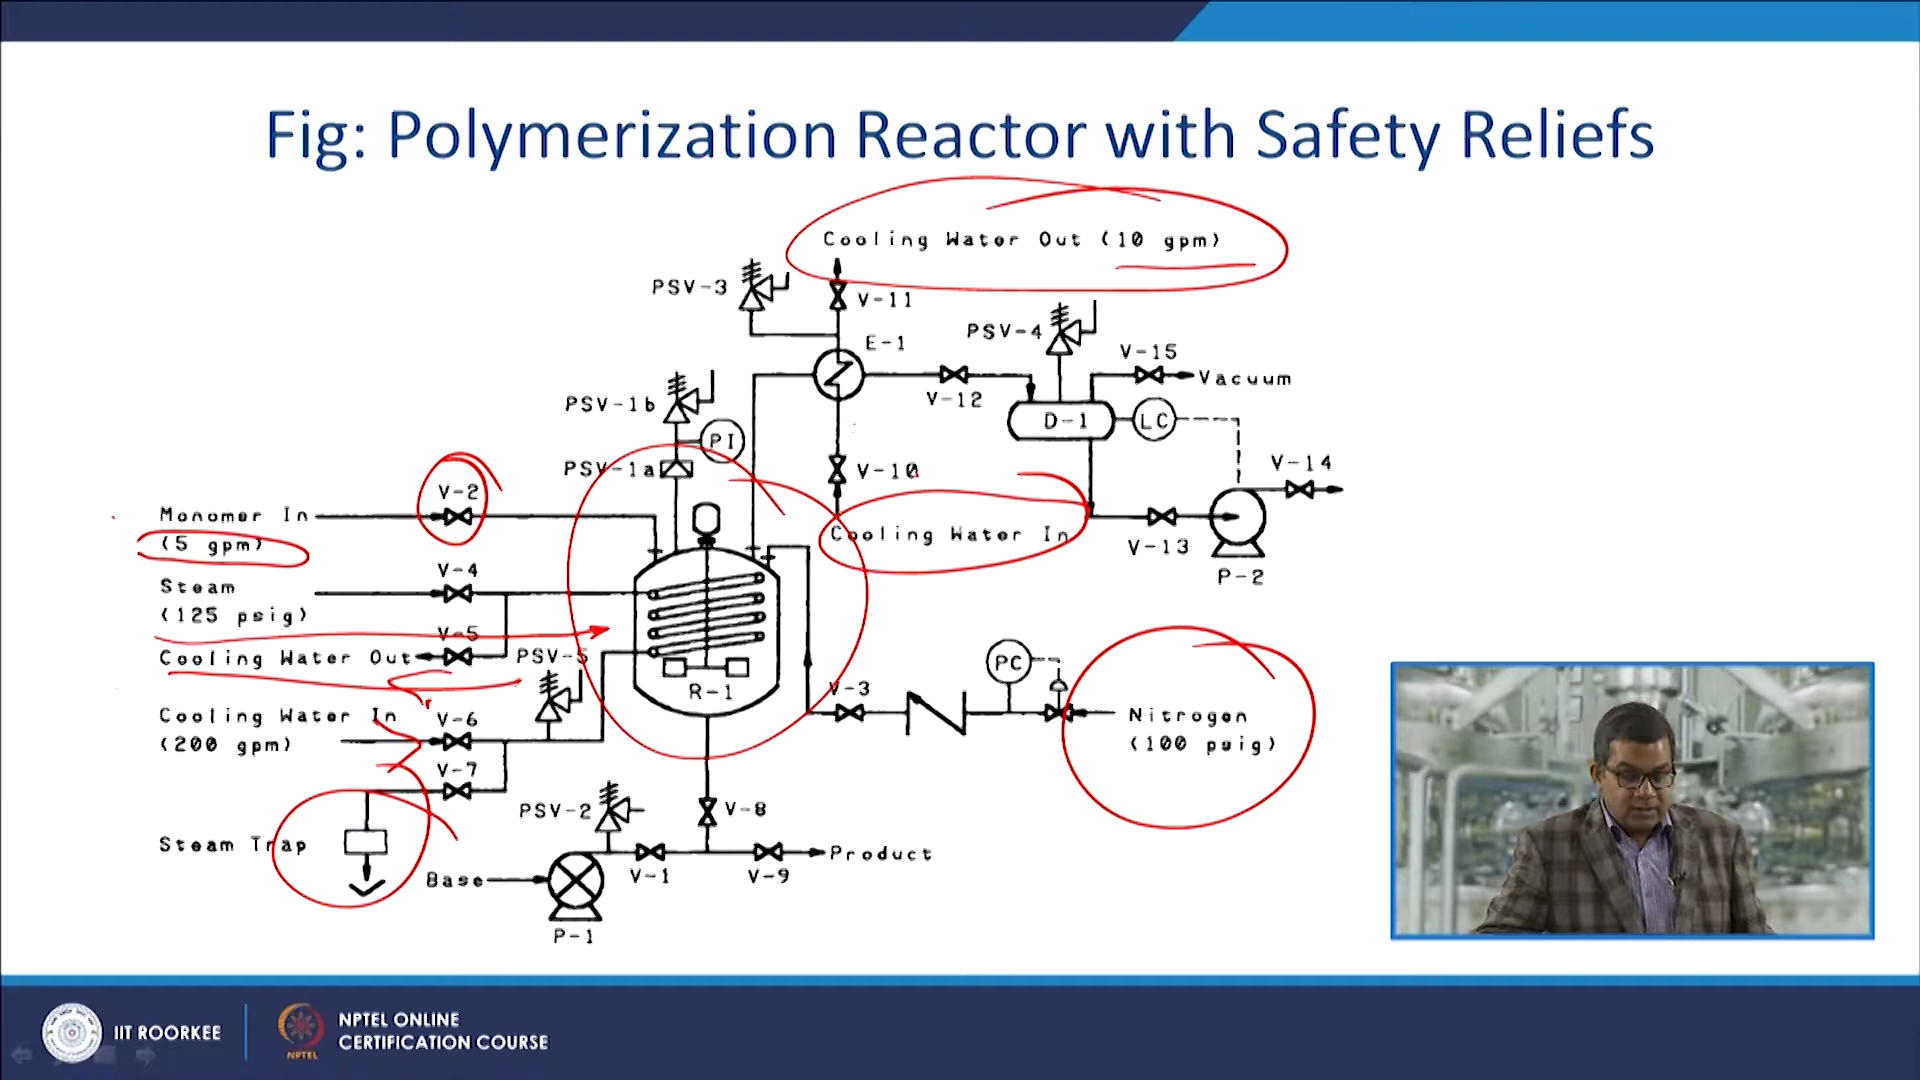 Fig: Polymerization Reactor with Safety Reliefs
Cooling Water Out (10 gpm)
PSV-3
V-11
E-1
PSV-4
V-15
Vacuum
V-12
D-1
LC
PSV-1b
PI
PSV-1a
V-10
V-14
V-2
Monomer In
(5 gpm)
Cooling Water In
V-13
P-2
V-4
Steam
(125 psig)
V-5
Cooling Water Out
PSV-5
PC
R-1
V-3
Cooling Water In
(200 gpm)
V-6
Nitrogen
(100 psig)
V-7
PSV-2
V-8
Steam Trap
Base
V-1
V-9
Product
P-1
IIT ROORKEE
NPTEL
NPTEL ONLINE
CERTIFICATION COURSE